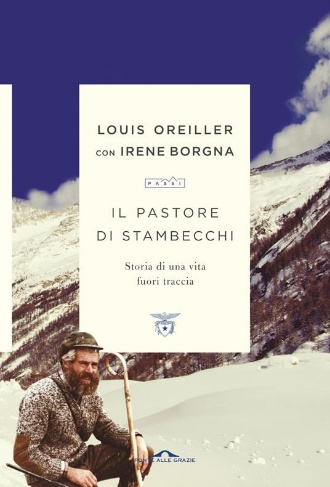 LOUIS OREILLER
CON IRENE BORGNA
PASSI
IL PASTORE
DI STAMBECCHI
Storia di una vita
fuori traccia
PONTE ALLE GRAZIE